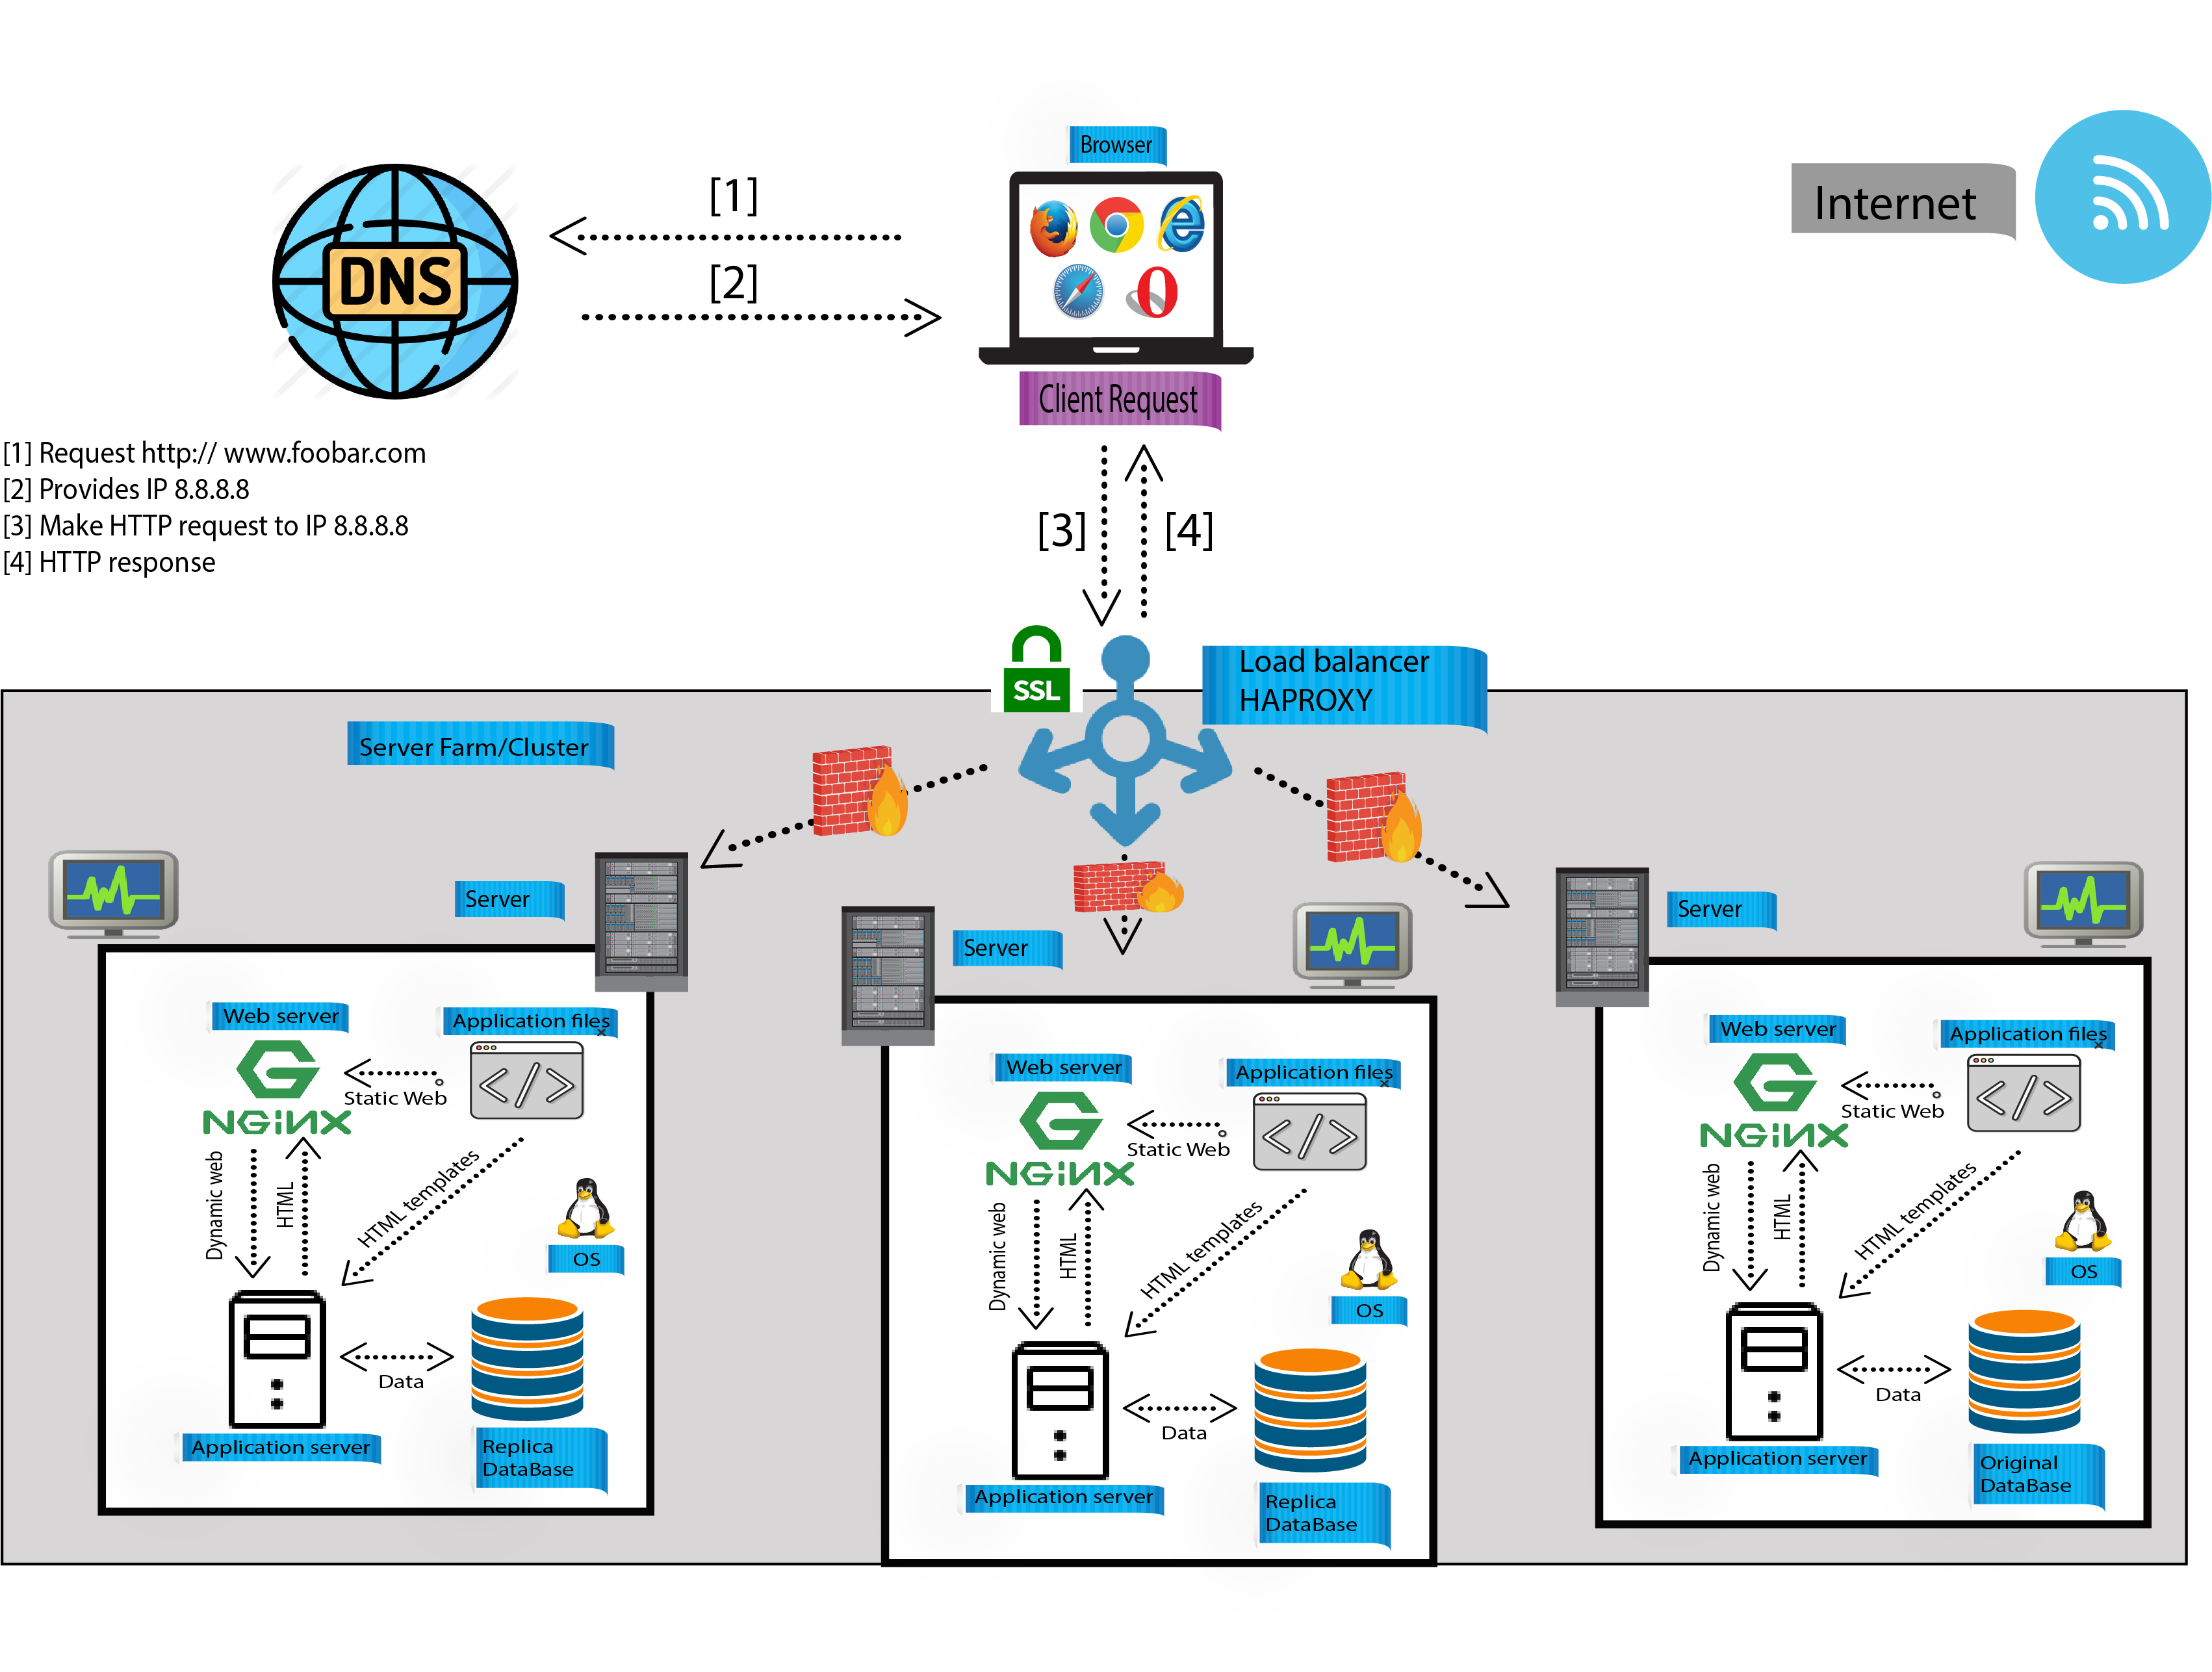 Browser
Internet
[1]
DNS
[2]
Client Request
[1] Request http:// www.foobar.com
[2] Provides IP 8.8.8.8
[3] Make HTTP request to IP 8.8.8.8
[4] HTTP response
[3]
[4]
SSL
Load balancer
HAPROXY
Server Farm/Cluster
Server
Server
Server
Web server
Application files
NGINX
Static Web
Dynamic web
HTML
HTML templates
OS
Data
Application server
Replica
DataBase
Web server
Application files
NGINX
Static Web
Dynamic web
HTML
HTML templates
OS
Data
Application server
Replica
DataBase
Web server
Application files
NGINX
Static Web
Dynamic web
HTML
HTML templates
OS
Data
Application server
Original
DataBase